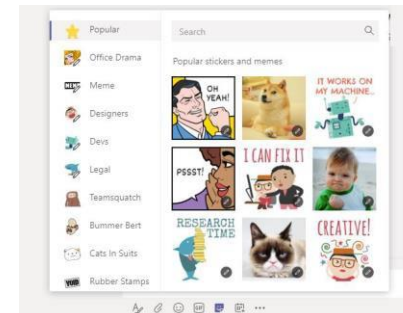 Popular
Office Drama
Meme
Designers
Devs
Legal
Teamsquatch
Bummer Bert
Cats In Suits
Rubber Stamps
Search
Popular stickers and memes
OH
YEAH!
IT WORKS ON
MY MACHINE...
PSSST!
I CAN FIX IT
RESEARCH
TIME
CREATIVE!
GIF